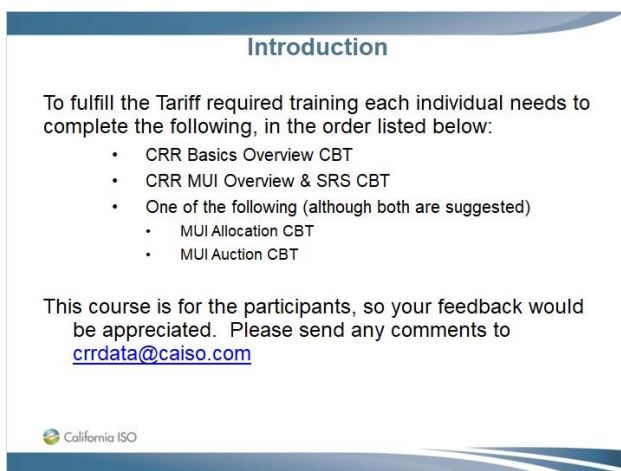 Introduction
To fulfill the Tariff required training each individual needs to
complete the following, in the order listed below:
• CRR Basics Overview CBT
• CRR MUI Overview & SRS CBT
• One of the following (although both are suggested)
• MUI Allocation CBT
• MUI Auction CBT
This course is for the participants, so your feedback would
be appreciated.  Please send any comments to
crrdata@caiso.com
California ISO